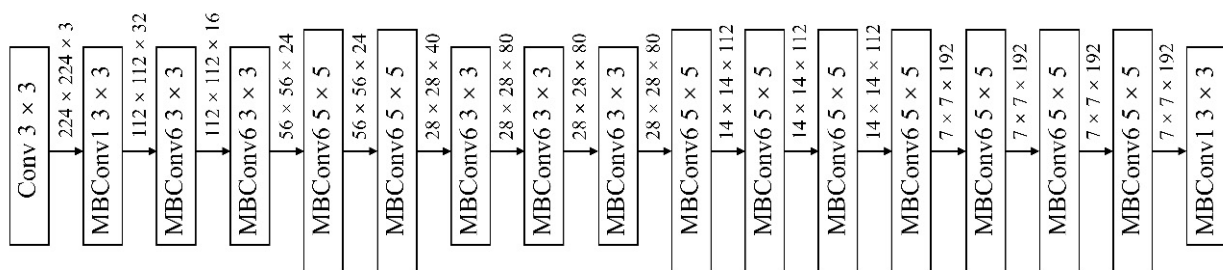 Conv 3 × 3
224 × 224 × 3
MBConv1 3 × 3
112 × 112 × 32
MBConv6 3 × 3
112 × 112 × 16
MBConv6 3 × 3
56 × 56 × 24
MBConv6 5 × 5
56 × 56 × 24
MBConv6 5 × 5
28 × 28 × 40
MBConv6 3 × 3
28 × 28 × 80
MBConv6 3 × 3
28 × 28 × 80
MBConv6 3 × 3
28 × 28 × 80
MBConv6 5 × 5
14 × 14 × 112
MBConv6 5 × 5
14 × 14 × 112
MBConv6 5 × 5
14 × 14 × 112
MBConv6 5 × 5
7 × 7 × 192
MBConv6 5 × 5
7 × 7 × 192
MBConv6 5 × 5
7 × 7 × 192
MBConv6 5 × 5
7 × 7 × 192
MBConv1 3 × 3